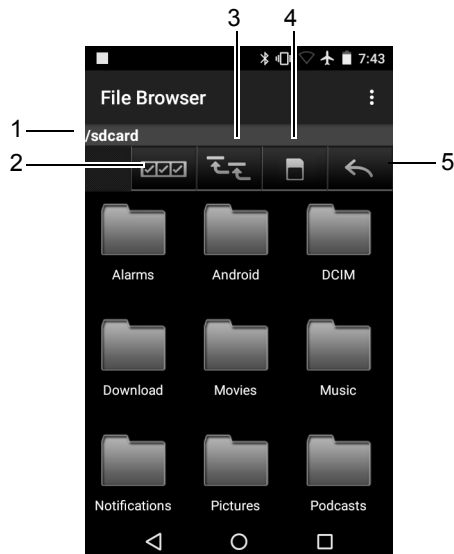 3 4
7:43
File Browser
1 /sdcard
2
5
Alarms Android DCIM
Download Movies Music
Notifications Pictures Podcasts